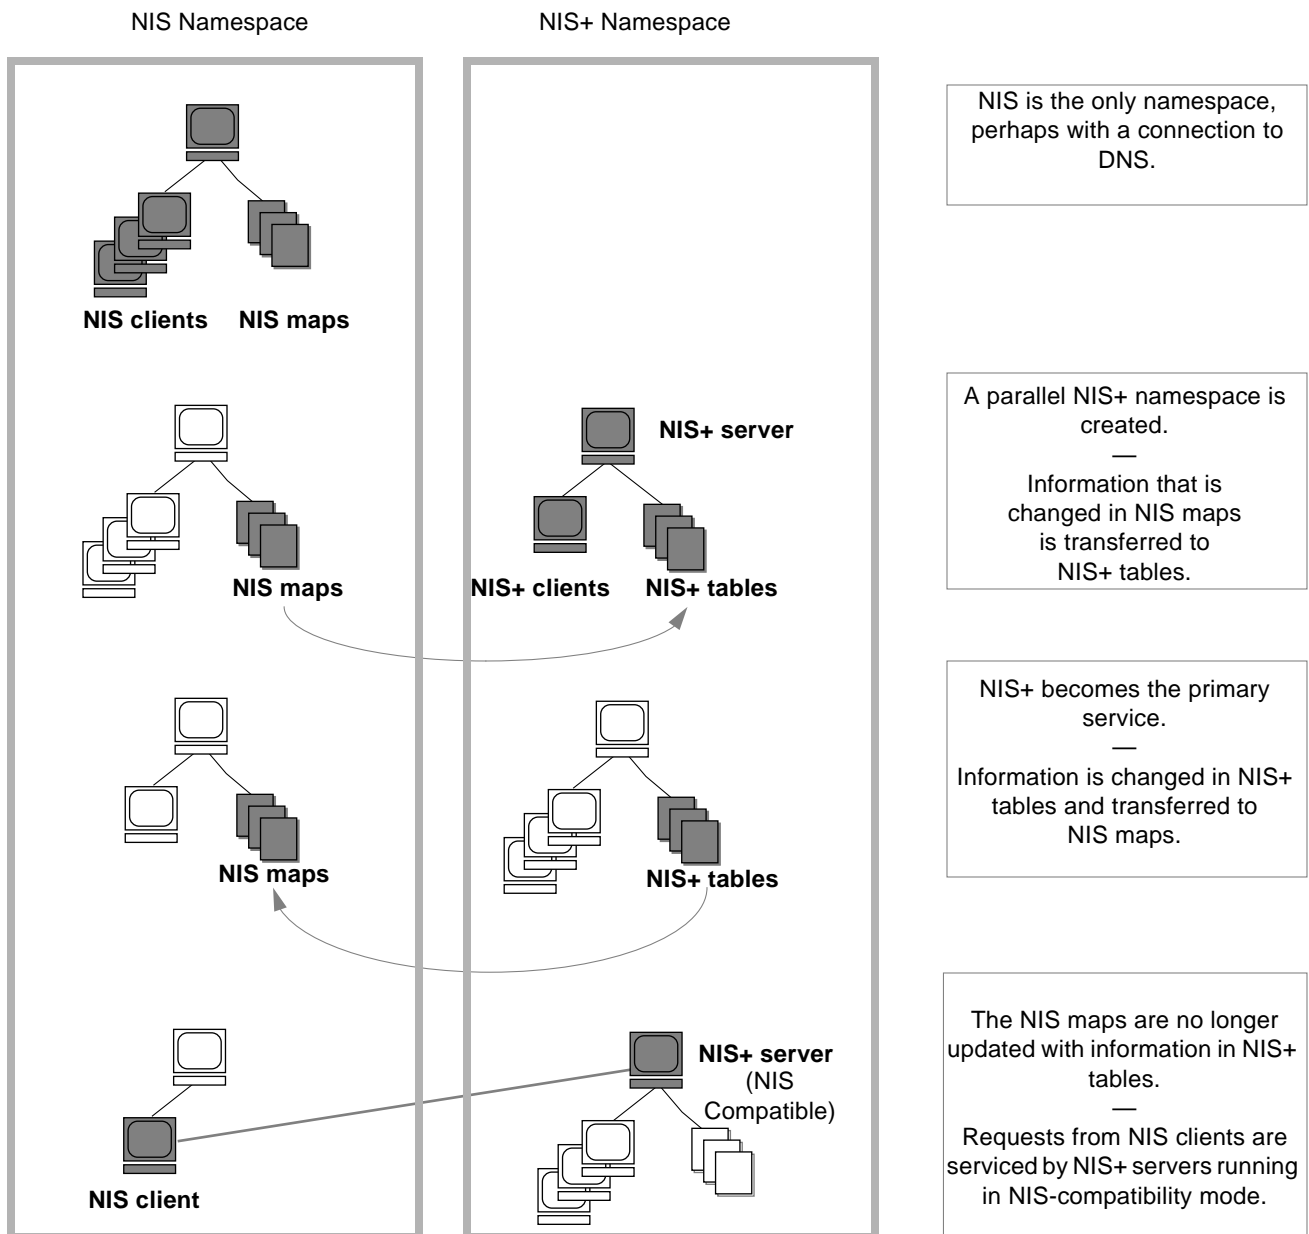 NIS Namespace
NIS+ Namespace
NIS is the only namespace,
perhaps with a connection to
DNS.
NIS clients
NIS maps
A parallel NIS+ namespace is
created.
—
Information that is
changed in NIS maps
is transferred to
NIS+ tables.
NIS+ server
NIS maps
NIS+ clients
NIS+ tables
NIS+ becomes the primary
service.
—
Information is changed in NIS+
tables and transferred to
NIS maps.
NIS maps
NIS+ tables
The NIS maps are no longer
updated with information in NIS+
tables.
—
Requests from NIS clients are
serviced by NIS+ servers running
in NIS-compatibility mode.
NIS+ server
(NIS
Compatible)
NIS client